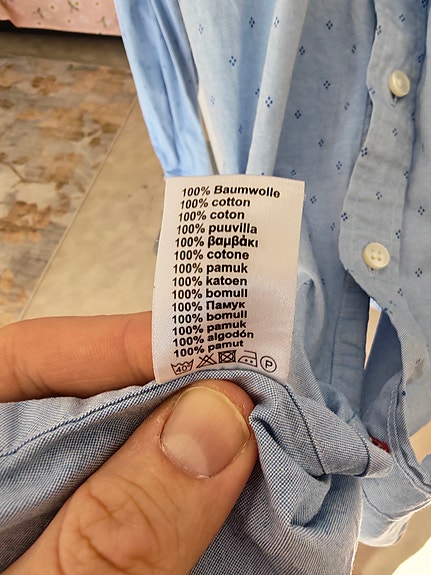 100% Baumwolle
100% cotton
100% coton
100% puuvilla
100% βαμβάκι
100% cotone
100% pamuk
100% katoen
100% bomull
100% Памук
100% bomull
100% pamuk
100% algodón
100% pamut
40° P